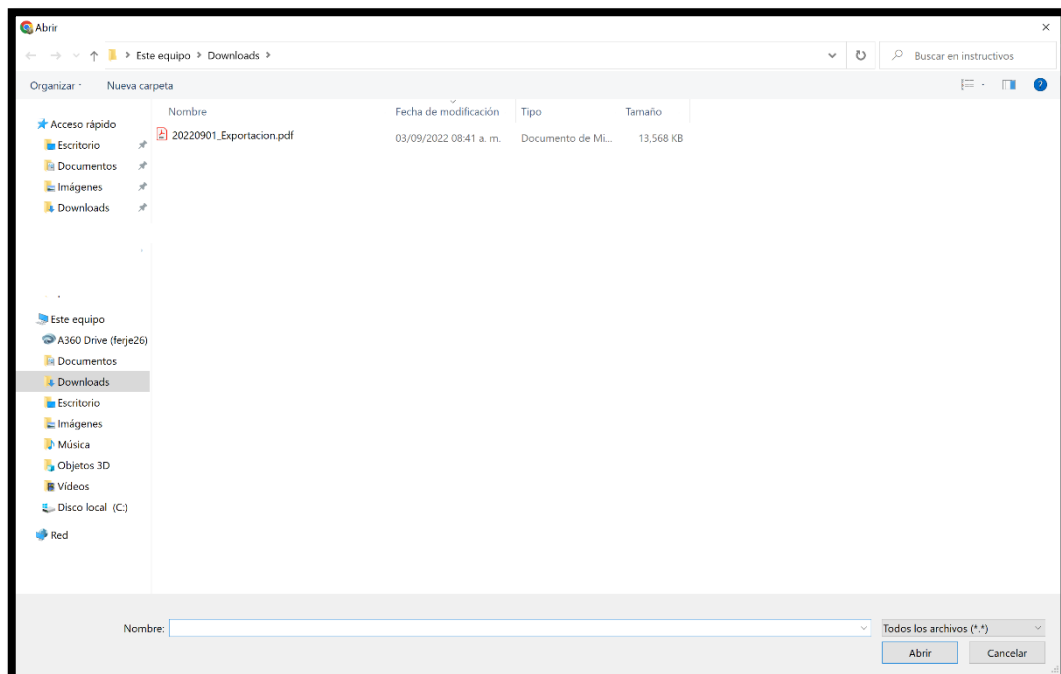 Abrir
Este equipo > Downloads >
Buscar en instructivos
Organizar
Nueva carpeta
Nombre Fecha de modificación Tipo Tamaño
20220901_Exportacion.pdf 03/09/2022 08:41 a. m. Documento de Mi... 13,568 KB
Acceso rápido
Escritorio
Documentos
Imágenes
Downloads
Este equipo
A360 Drive (ferje26)
Documentos
Downloads
Escritorio
Imágenes
Música
Objetos 3D
Vídeos
Disco local (C:)
Red
Nombre:
Todos los archivos (*.*)
Abrir Cancelar